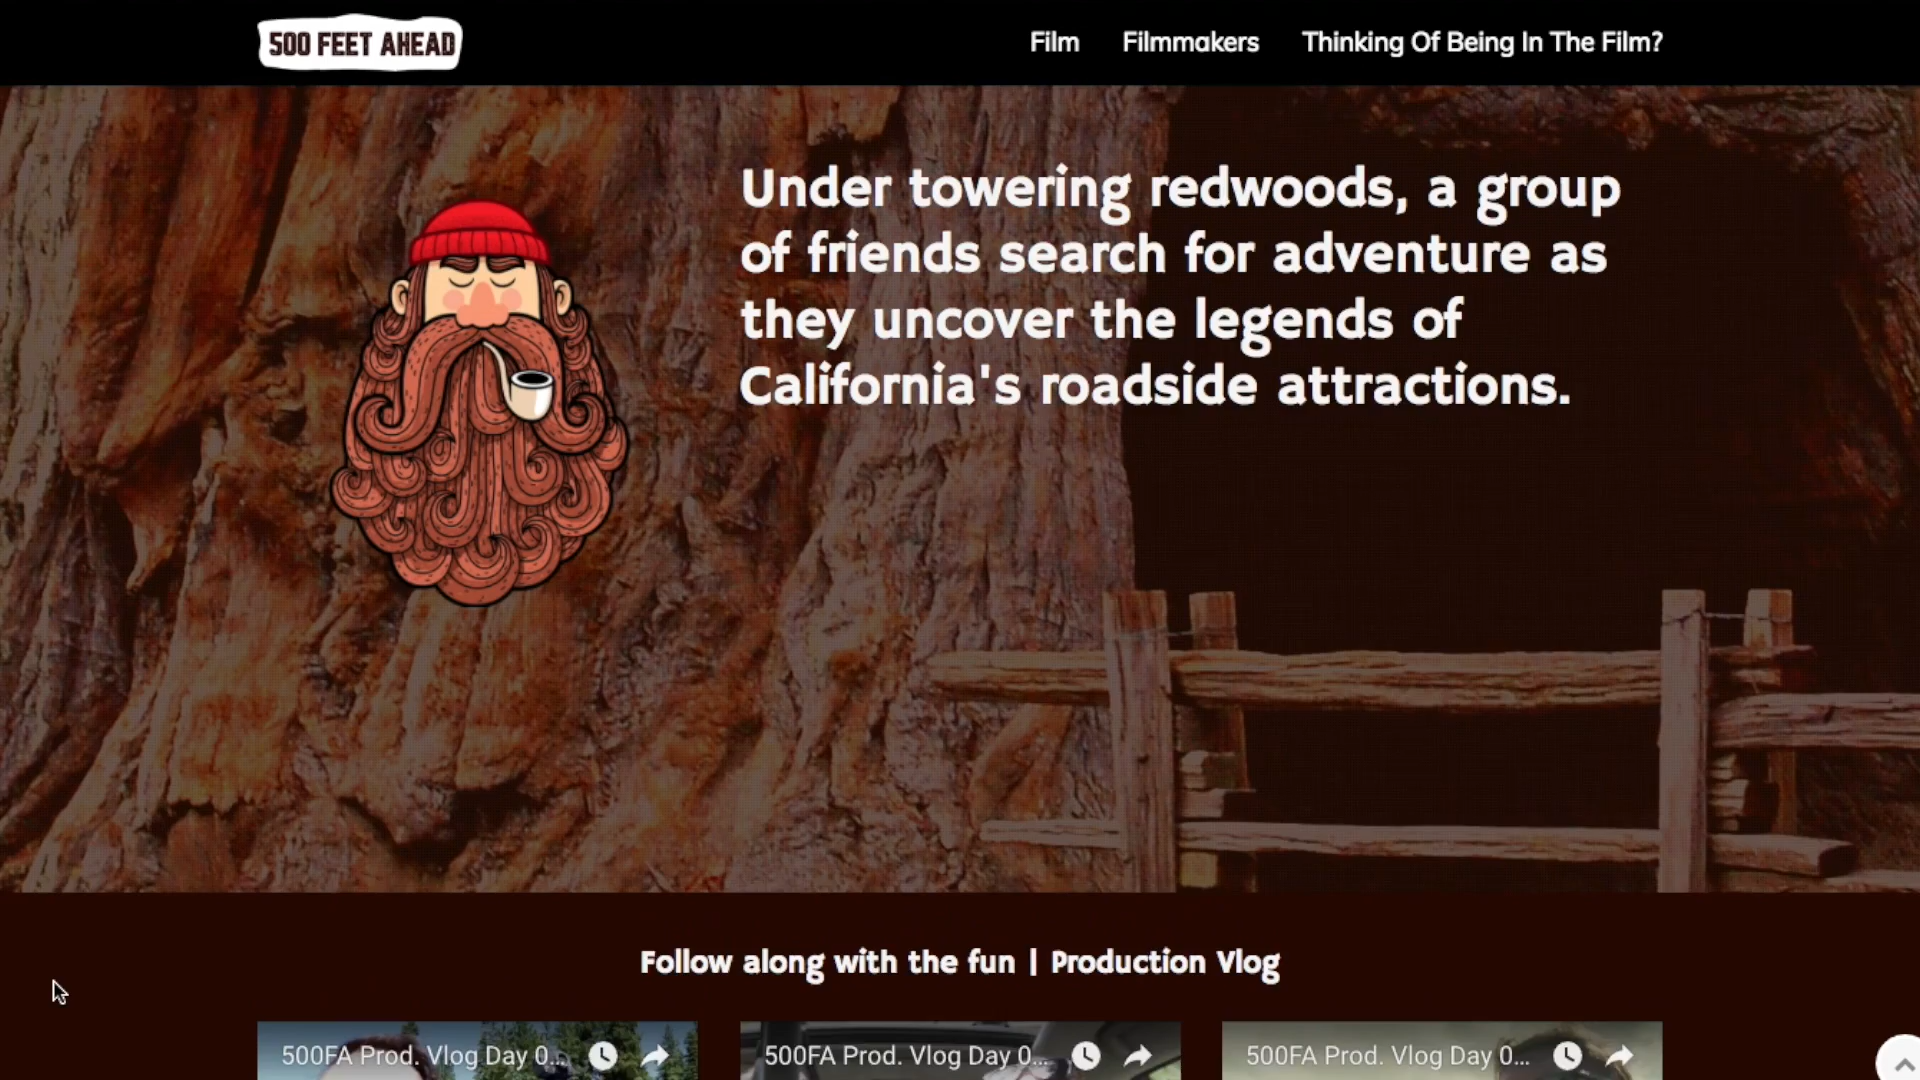 500 FEET AHEAD
Film
Filmmakers
Thinking Of Being In The Film?
Under towering redwoods, a group
of friends search for adventure as
they uncover the legends of
California's roadside attractions.
Follow along with the fun | Production Vlog
500FA Prod. Vlog Day 0...
500FA Prod. Vlog Day 0...
500FA Prod. Vlog Day 0...